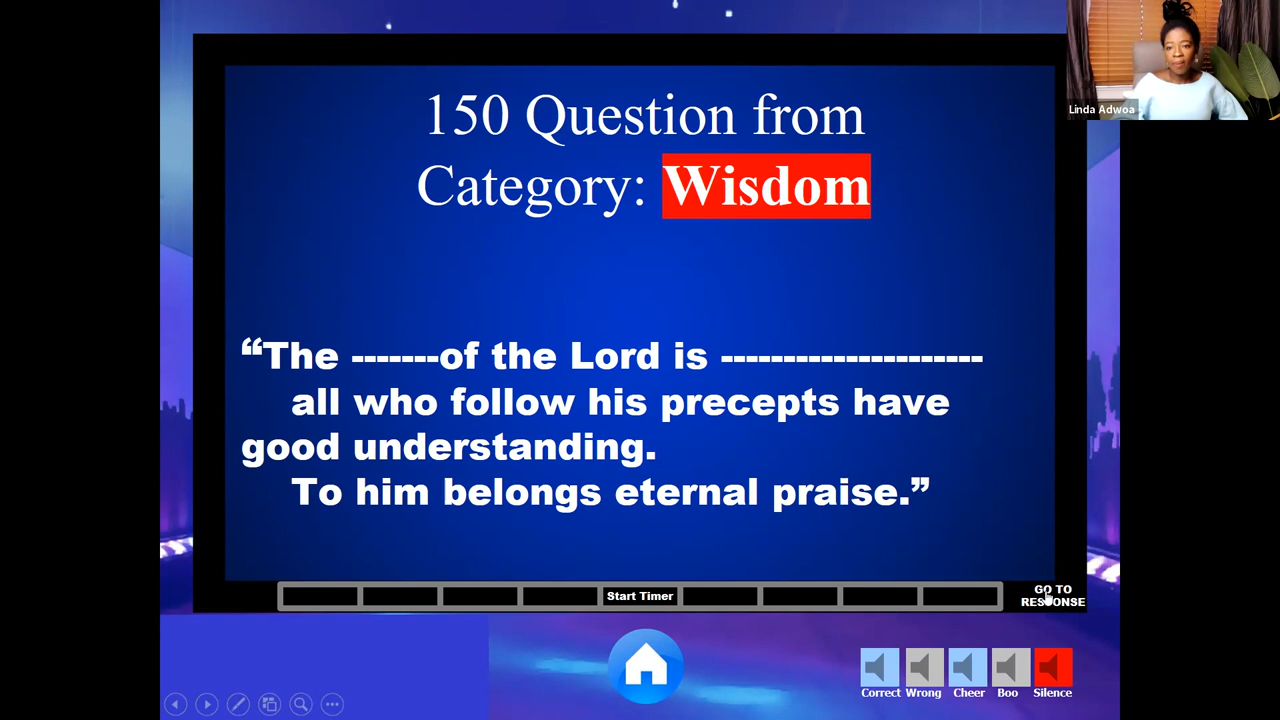 Linda Adwoa
150 Question from
Category: Wisdom
“The -------of the Lord is ---------------------
all who follow his precepts have
good understanding.
To him belongs eternal praise.”
Start Timer
GO TO
RESPONSE
Correct Wrong Cheer Boo Silence